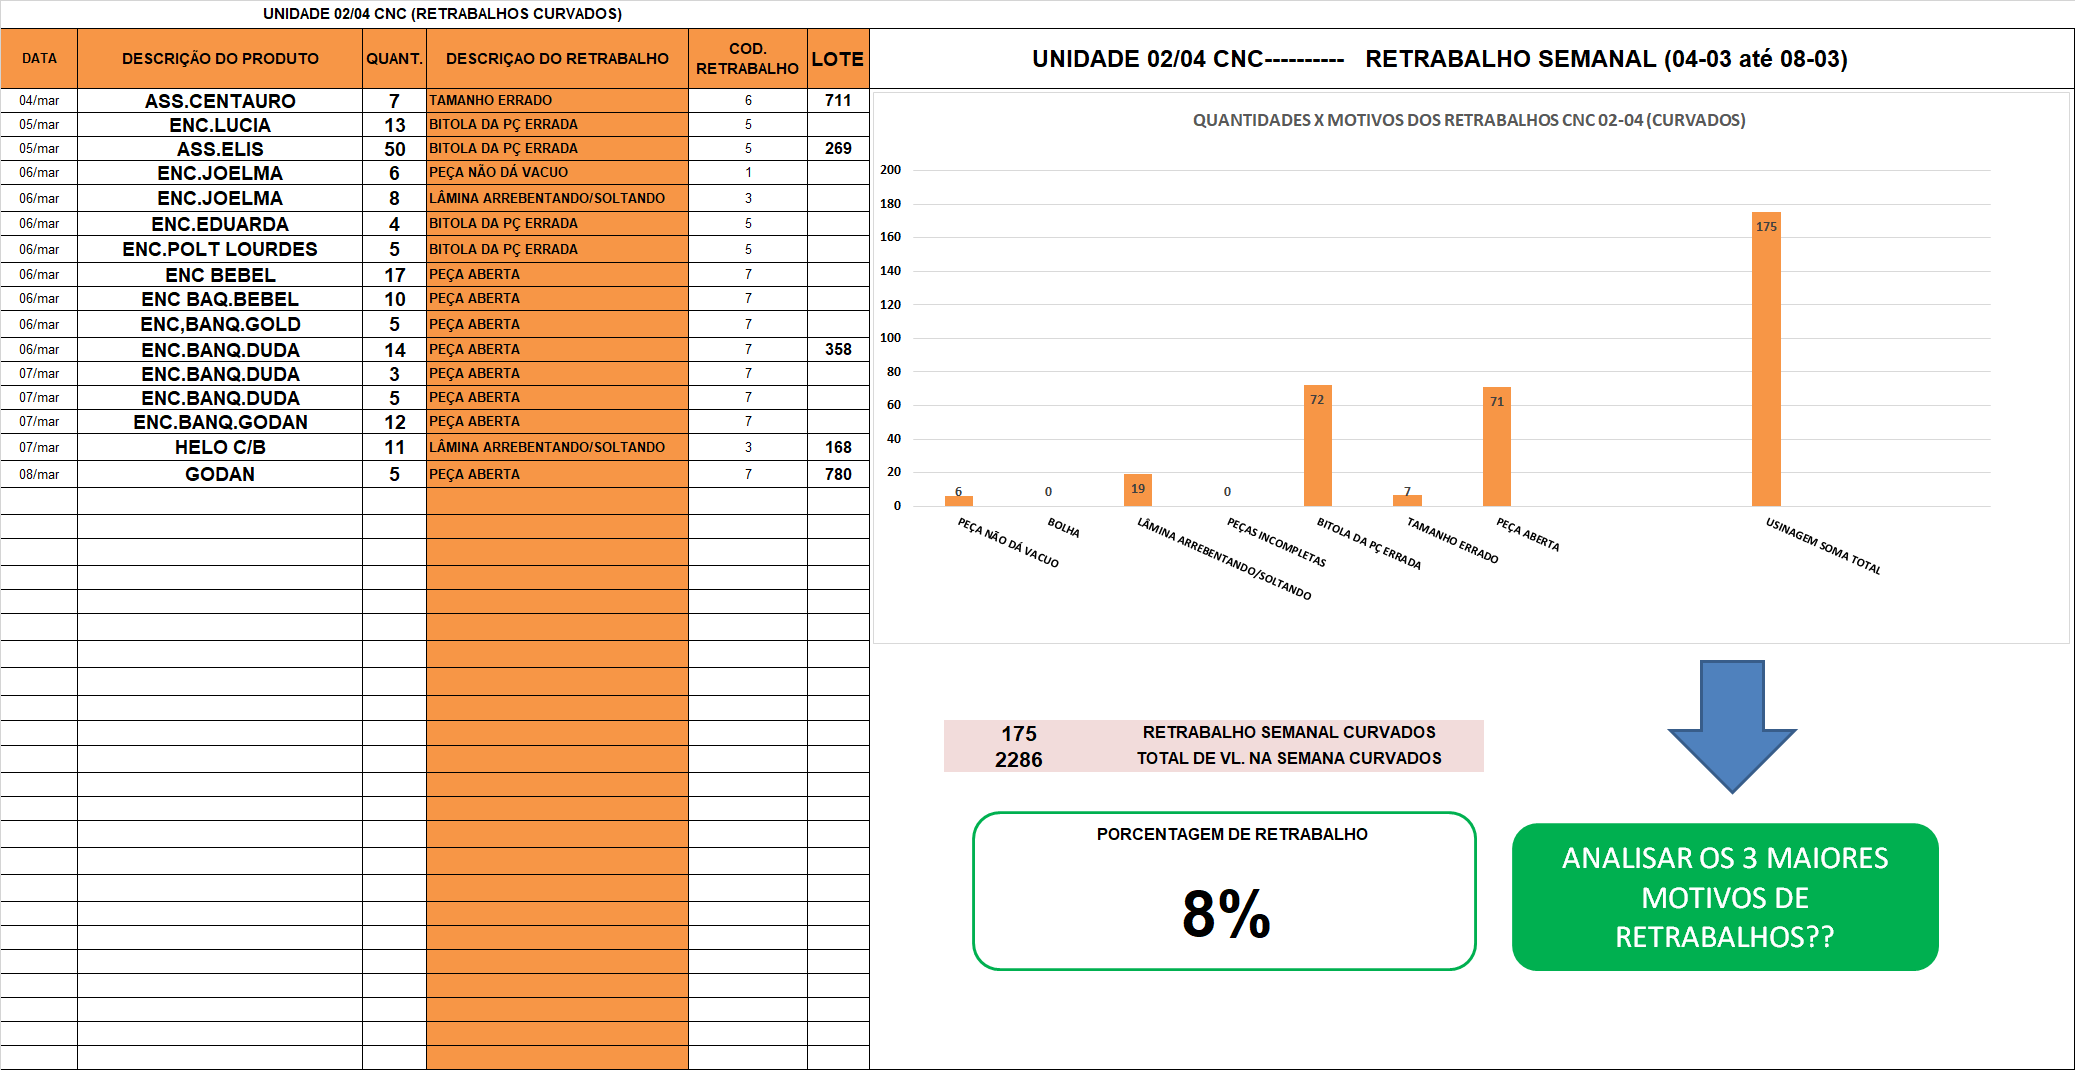 UNIDADE 02/04 CNC (RETRABALHOS CURVADOS)
DATA DESCRIÇÃO DO PRODUTO QUANT. DESCRIÇAO DO RETRABALHO COD. RETRABALHO LOTE
04/mar ASS.CENTAURO 7 TAMANHO ERRADO 6 711
05/mar ENC.LUCIA 13 BITOLA DA PÇ ERRADA 5
05/mar ASS.ELIS 50 BITOLA DA PÇ ERRADA 5 269
06/mar ENC.JOELMA 6 PEÇA NÃO DÁ VACUO 1
06/mar ENC.JOELMA 8 LÂMINA ARREBENTANDO/SOLTANDO 3
06/mar ENC.EDUARDA 4 BITOLA DA PÇ ERRADA 5
06/mar ENC.POLT LOURDES 5 BITOLA DA PÇ ERRADA 5
06/mar ENC BEBEL 17 PEÇA ABERTA 7
06/mar ENC BAQ.BEBEL 10 PEÇA ABERTA 7
06/mar ENC,BANQ.GOLD 5 PEÇA ABERTA 7
06/mar ENC.BANQ.DUDA 14 PEÇA ABERTA 7 358
07/mar ENC.BANQ.DUDA 3 PEÇA ABERTA 7
07/mar ENC.BANQ.DUDA 5 PEÇA ABERTA 7
07/mar ENC.BANQ.GODAN 12 PEÇA ABERTA 7
07/mar HELO C/B 11 LÂMINA ARREBENTANDO/SOLTANDO 3 168
08/mar GODAN 5 PEÇA ABERTA 7 780
UNIDADE 02/04 CNC---------- RETRABALHO SEMANAL (04-03 até 08-03)
QUANTIDADES X MOTIVOS DOS RETRABALHOS CNC 02-04 (CURVADOS)
200
180
160
140
120
100
80
60
40
20
0
6
0
19
0
72
7
71
175
PEÇA NÃO DÁ VACUO
BOLHA
LÂMINA ARREBENTANDO/SOLTANDO
PEÇAS INCOMPLETAS
BITOLA DA PÇ ERRADA
TAMANHO ERRADO
PEÇA ABERTA
USINAGEM SOMA TOTAL
175 RETRABALHO SEMANAL CURVADOS
2286 TOTAL DE VL. NA SEMANA CURVADOS
PORCENTAGEM DE RETRABALHO
8%
ANALISAR OS 3 MAIORES
MOTIVOS DE
RETRABALHOS??